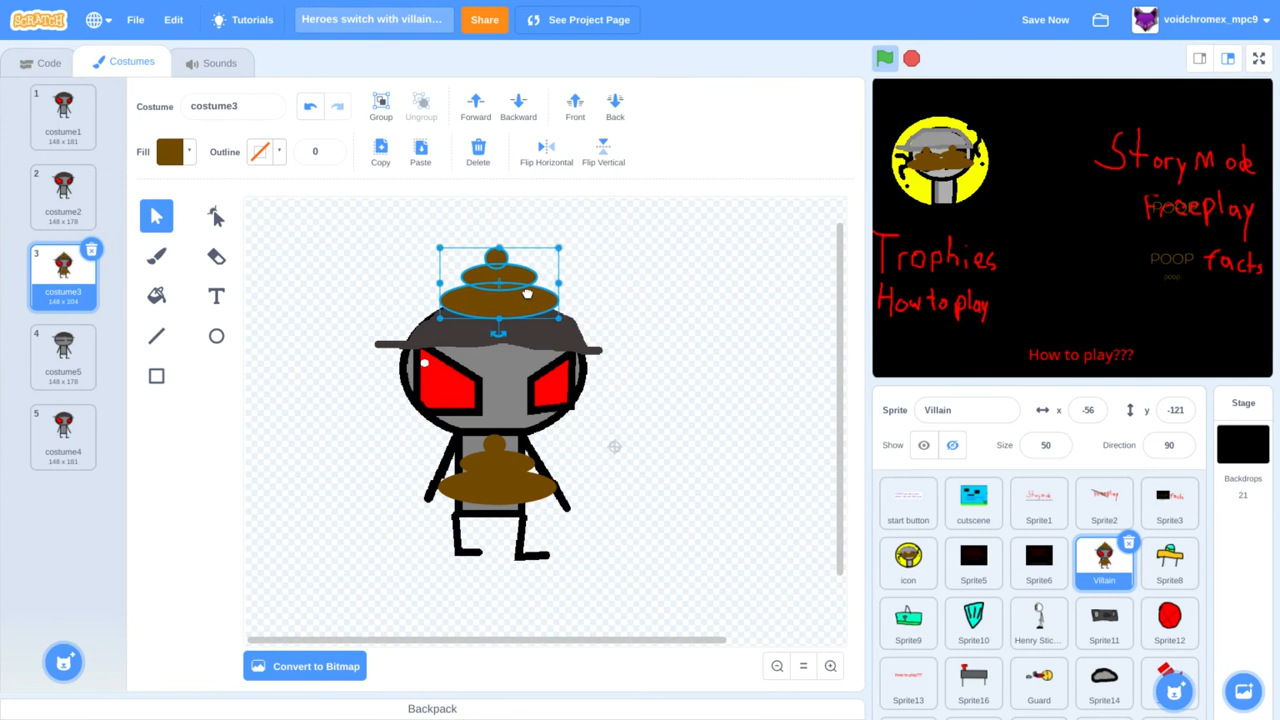 SCRATCH
File
Edit
Tutorials
Heroes switch with villain...
Share
See Project Page
Save Now
voidchromex_mpc9
Code
Costumes
Sounds
Costume
costume3
Group
Ungroup
Forward
Backward
Front
Back
Fill
Outline
0
Copy
Paste
Delete
Flip Horizontal
Flip Vertical
1
costume1
148 x 181
2
costume2
148 x 178
3
costume3
148 x 204
4
costume5
148 x 178
5
costume4
148 x 181
Convert to Bitmap
Backpack
Story Mode
Freeplay
POOP
Trophies
POOP
poop
facts
How to play
How to play???
Sprite
Villain
x
-56
y
-121
Show
Size
50
Direction
90
Stage
Backdrops
21
start button
cutscene
Sprite1
Sprite2
Sprite3
icon
Sprite5
Sprite6
Villain
Sprite8
Sprite9
Sprite10
Henry Stic...
Sprite11
Sprite12
Sprite13
Sprite16
Guard
Sprite14